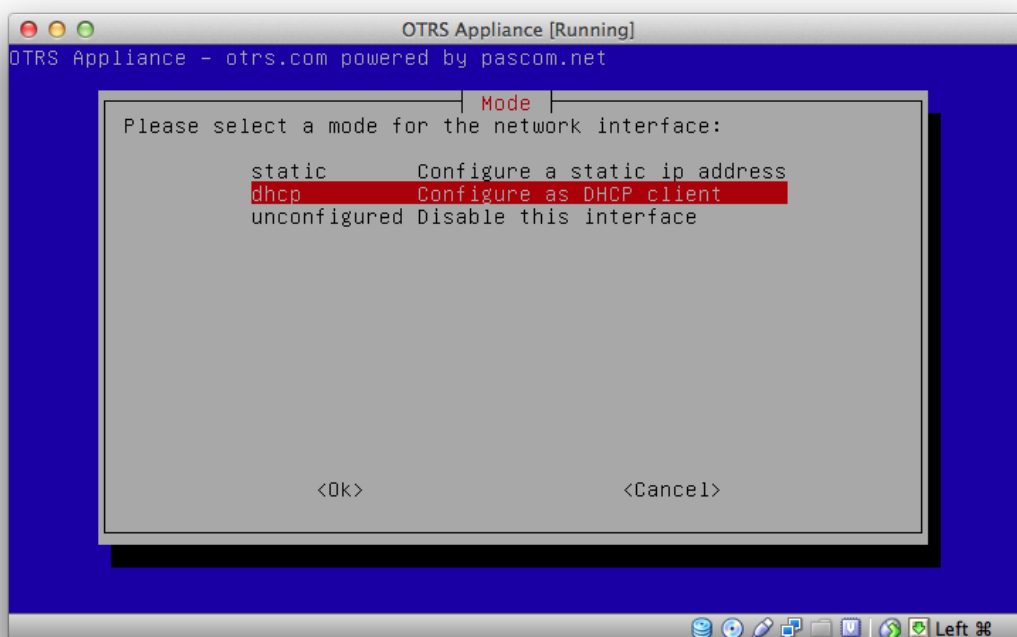 OTRS Appliance [Running]
OTRS Appliance - otrs.com powered by pascom.net
Mode
Please select a mode for the network interface:
static Configure a static ip address
dhcp Configure as DHCP client
unconfigured Disable this interface
<Ok> <Cancel>
Left ⌘